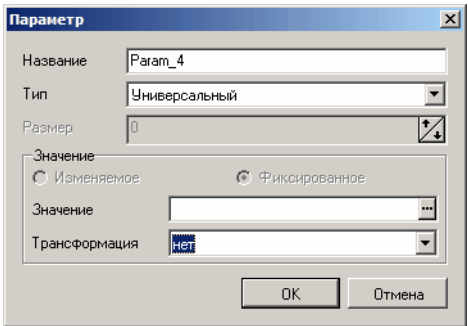 Параметр
Название Param_4
Тип Универсальный
Размер 0
Значение
Изменяемое Фиксированное
Значение ...
Трансформация нет
OK Отмена